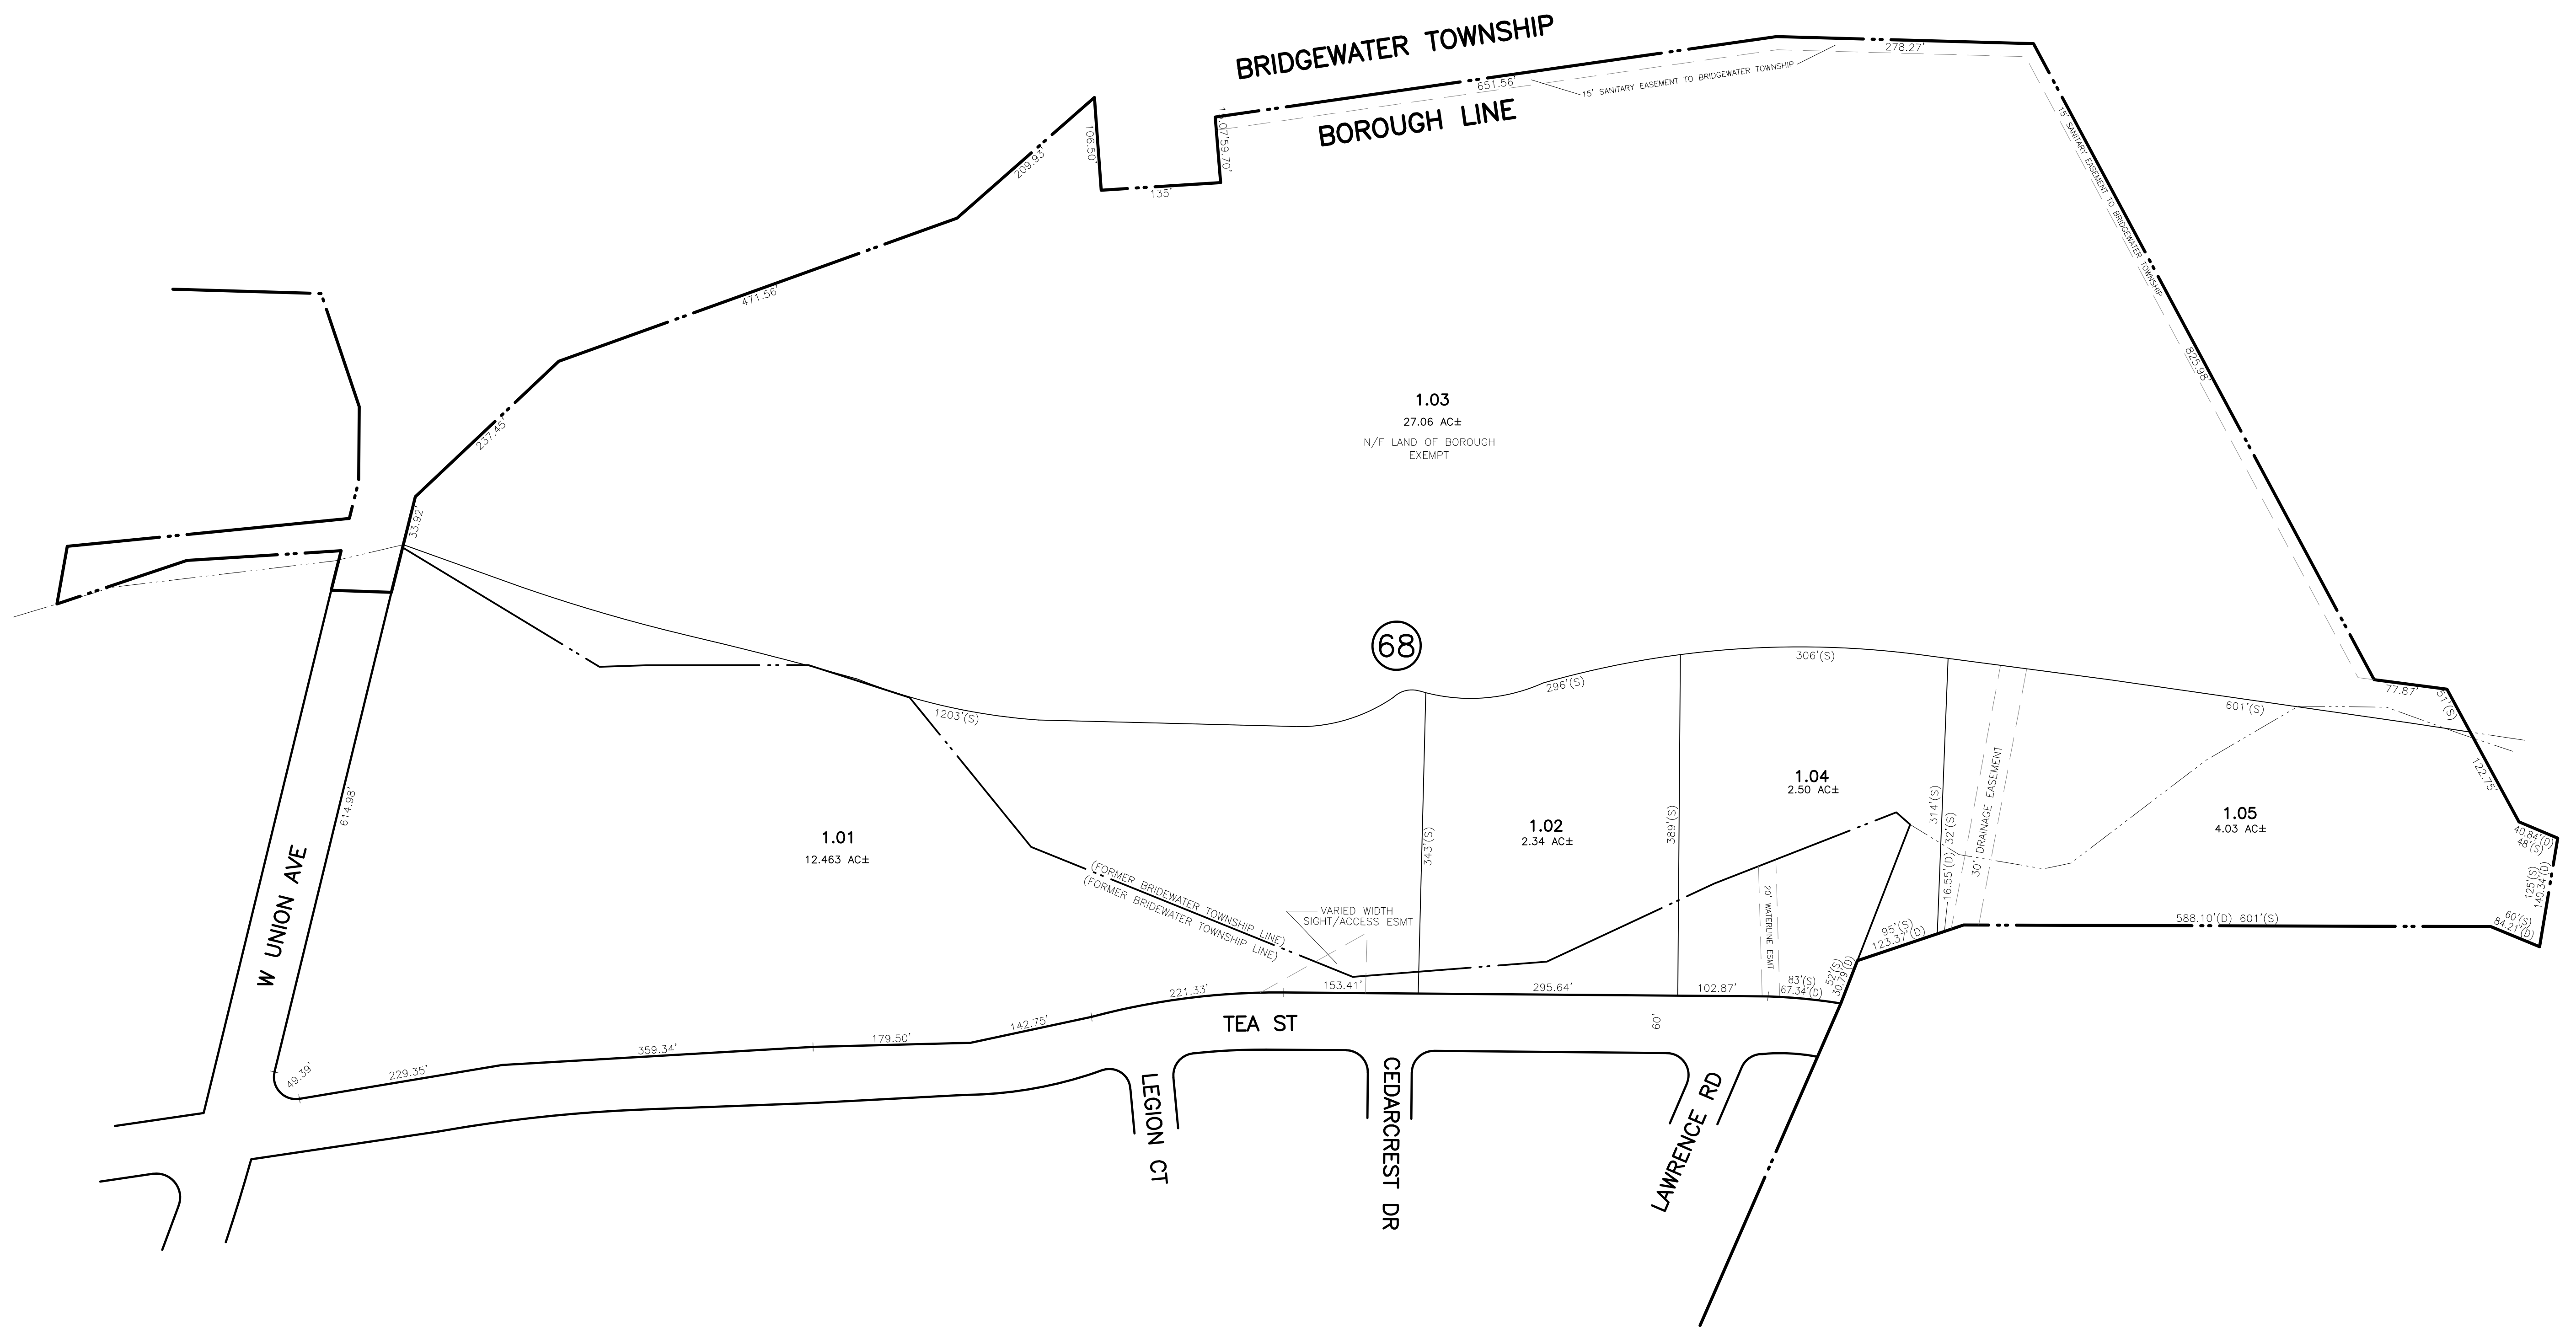 BRIDGEWATER TOWNSHIP
278.27'
651.56'
15' SANITARY EASEMENT TO BRIDGEWATER TOWNSHIP
BOROUGH LINE
59.70'
106.50'
209.93'
135'
15' SANITARY EASEMENT TO BRIDGEWATER TOWNSHIP
471.56'
825.98'
237.45'
1.03
27.06 AC±
N/F LAND OF BOROUGH
EXEMPT
33.92'
68
306'(S)
296'(S)
77.87'
51'(S)
601'(S)
1203'(S)
122.75'
614.98'
1.01
12.463 AC±
343'(S)
1.02
2.34 AC±
389'(S)
1.04
2.50 AC±
314'(S)
116.55'(D) 32'(S)
30' DRAINAGE EASEMENT
1.05
4.03 AC±
40.84'(D)
48'(S)
125'(S)
140.34'(D)
60'(S)
84.21'(D)
588.10'(D) 601'(S)
(FORMER BRIDEWATER TOWNSHIP LINE)
(FORMER BRIDEWATER TOWNSHIP LINE)
VARIED WIDTH
SIGHT/ACCESS ESMT
20' WATERLINE ESMT
95'(S)
123.37'(D)
52'(S)
30.79'(D)
83'(S)
67.34'(D)
102.87'
295.64'
153.41'
221.33'
142.75'
179.50'
359.34'
229.35'
49.39'
60'
W UNION AVE
TEA ST
LEGION CT
CEDARCREST DR
LAWRENCE RD